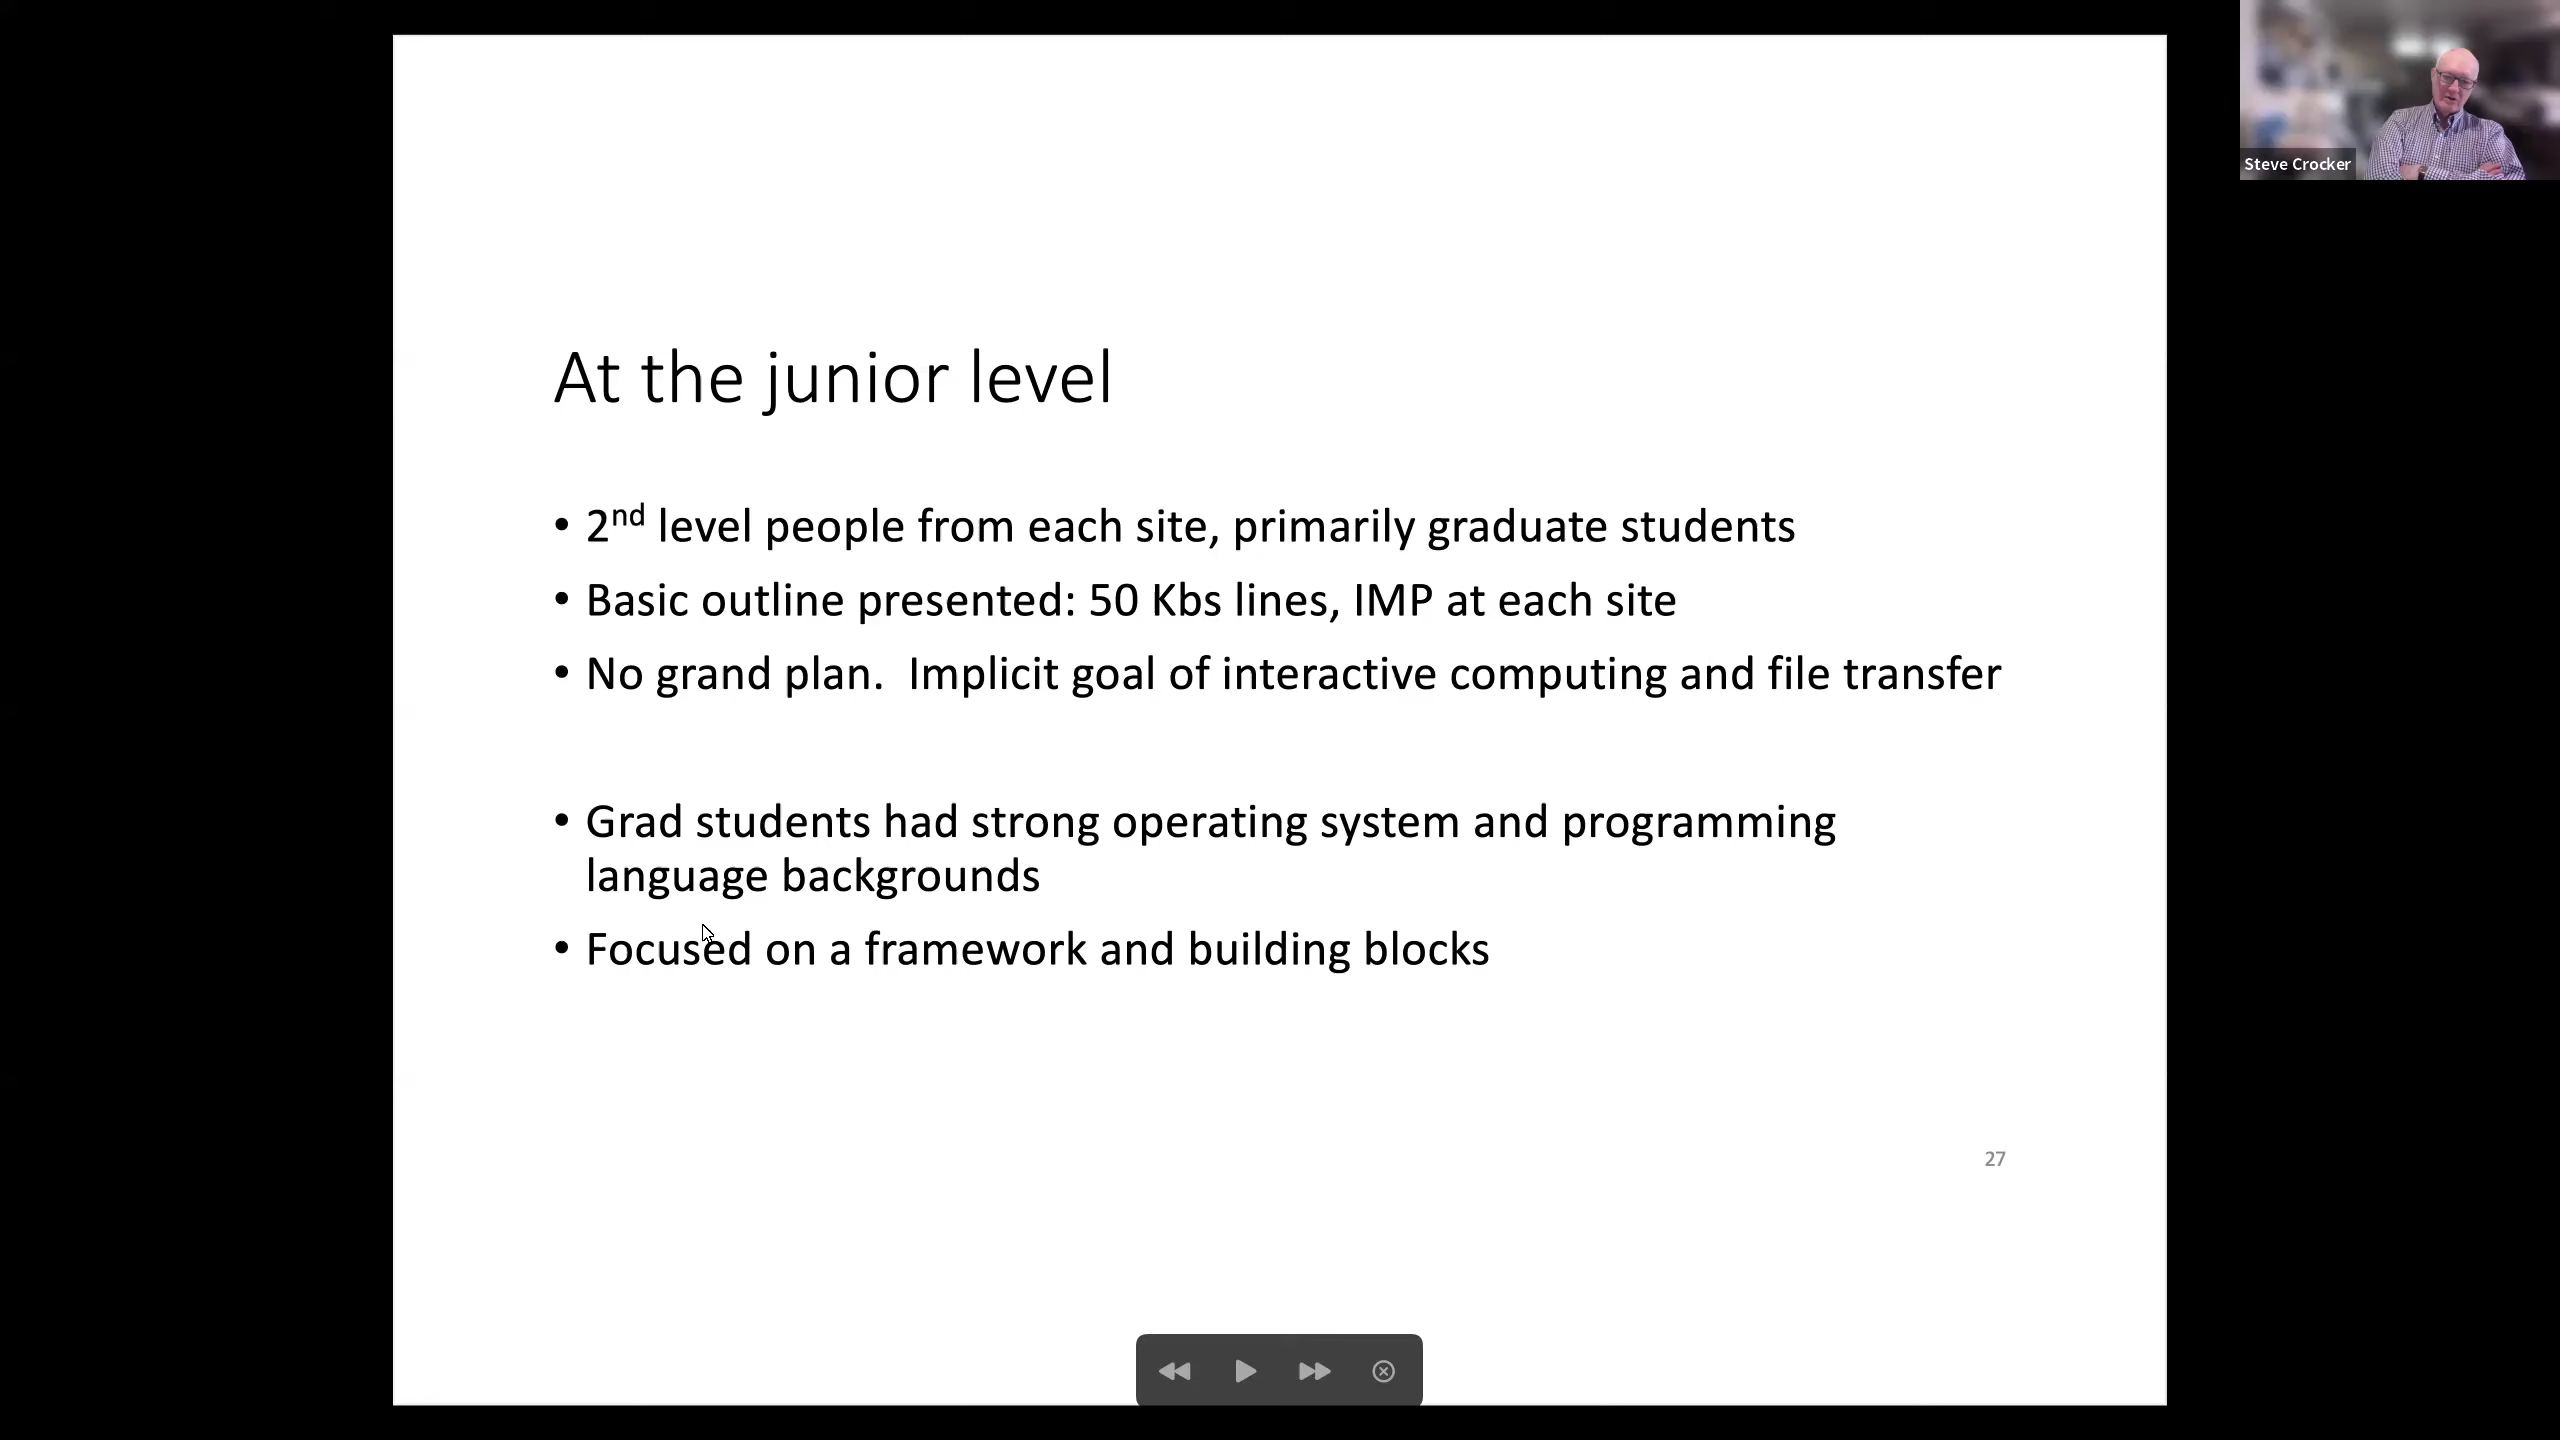 Steve Crocker
At the junior level
• 2nd level people from each site, primarily graduate students
• Basic outline presented: 50 Kbs lines, IMP at each site
• No grand plan.  Implicit goal of interactive computing and file transfer
• Grad students had strong operating system and programming
language backgrounds
• Focused on a framework and building blocks
27